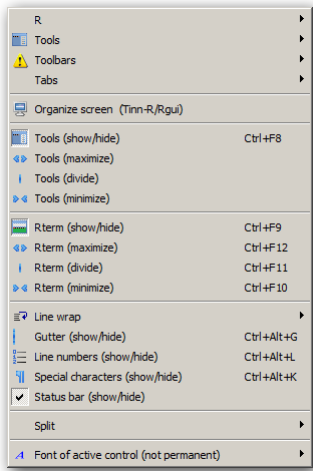 R
Tools
Toolbars
Tabs
Organize screen (Tinn-R/Rgui)
Tools (show/hide) Ctrl+F8
Tools (maximize)
Tools (divide)
Tools (minimize)
Rterm (show/hide) Ctrl+F9
Rterm (maximize) Ctrl+F12
Rterm (divide) Ctrl+F11
Rterm (minimize) Ctrl+F10
Line wrap
Gutter (show/hide) Ctrl+Alt+G
Line numbers (show/hide) Ctrl+Alt+L
Special characters (show/hide) Ctrl+Alt+K
Status bar (show/hide)
Split
Font of active control (not permanent)